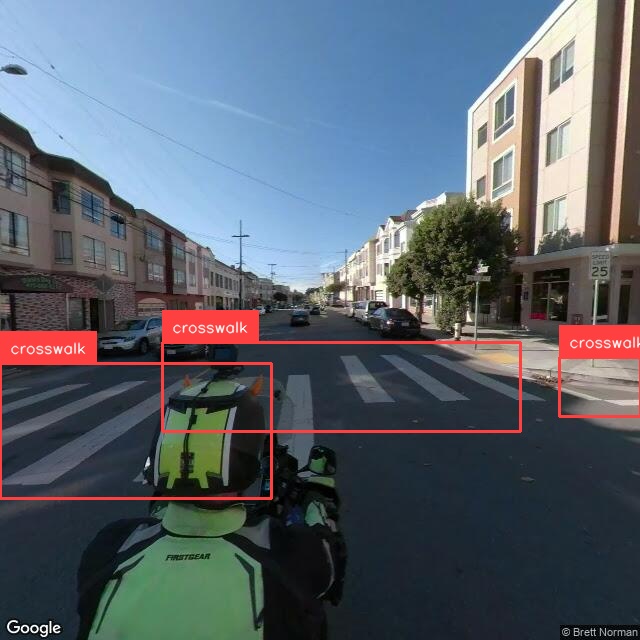 crosswalk
crosswalk
crosswalk
SPEED
LIMIT
25
FIRSTGEAR
Google
© Brett Norman